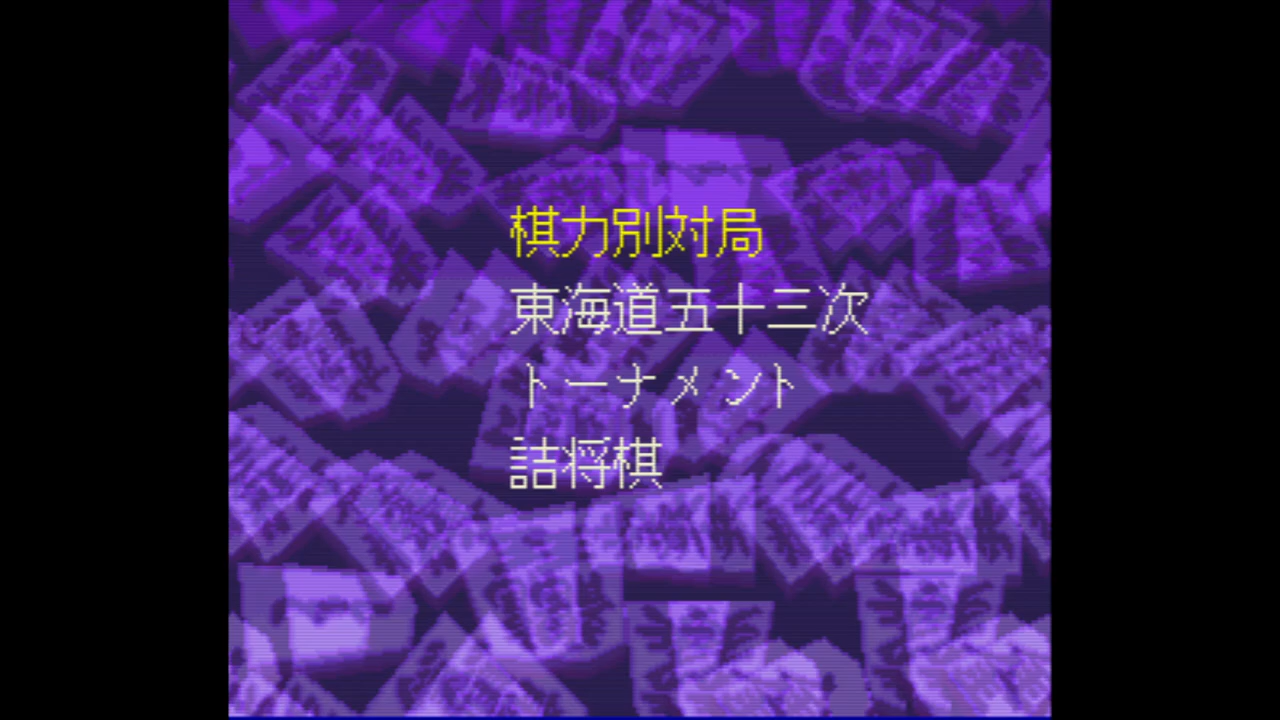 棋力別対局
東海道五十三次
トーナメント
詰将棋